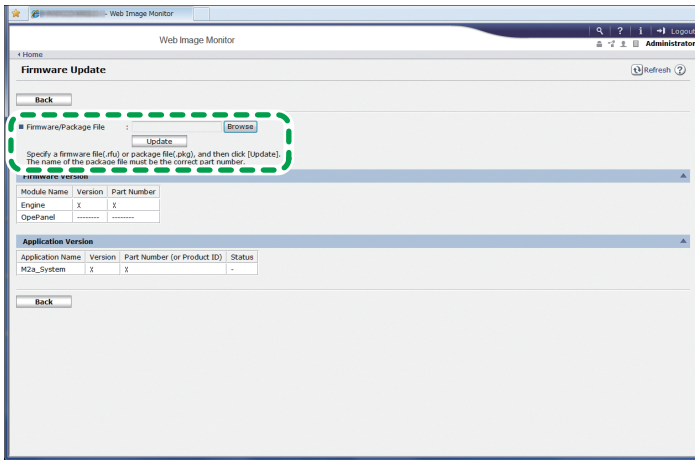 - Web Image Monitor
Web Image Monitor
? i Logout
Administrator
Home
Firmware Update
Refresh ?
Back
Firmware/Package File : Browse
Update
Specify a firmware file(.rfu) or package file(.pkg), and then click [Update].
The name of the package file must be the correct part number.
Firmware Version
Module Name Version Part Number
Engine X X
OpePanel -------- --------
Application Version
Application Name Version Part Number (or Product ID) Status
M2a_System X X -
Back